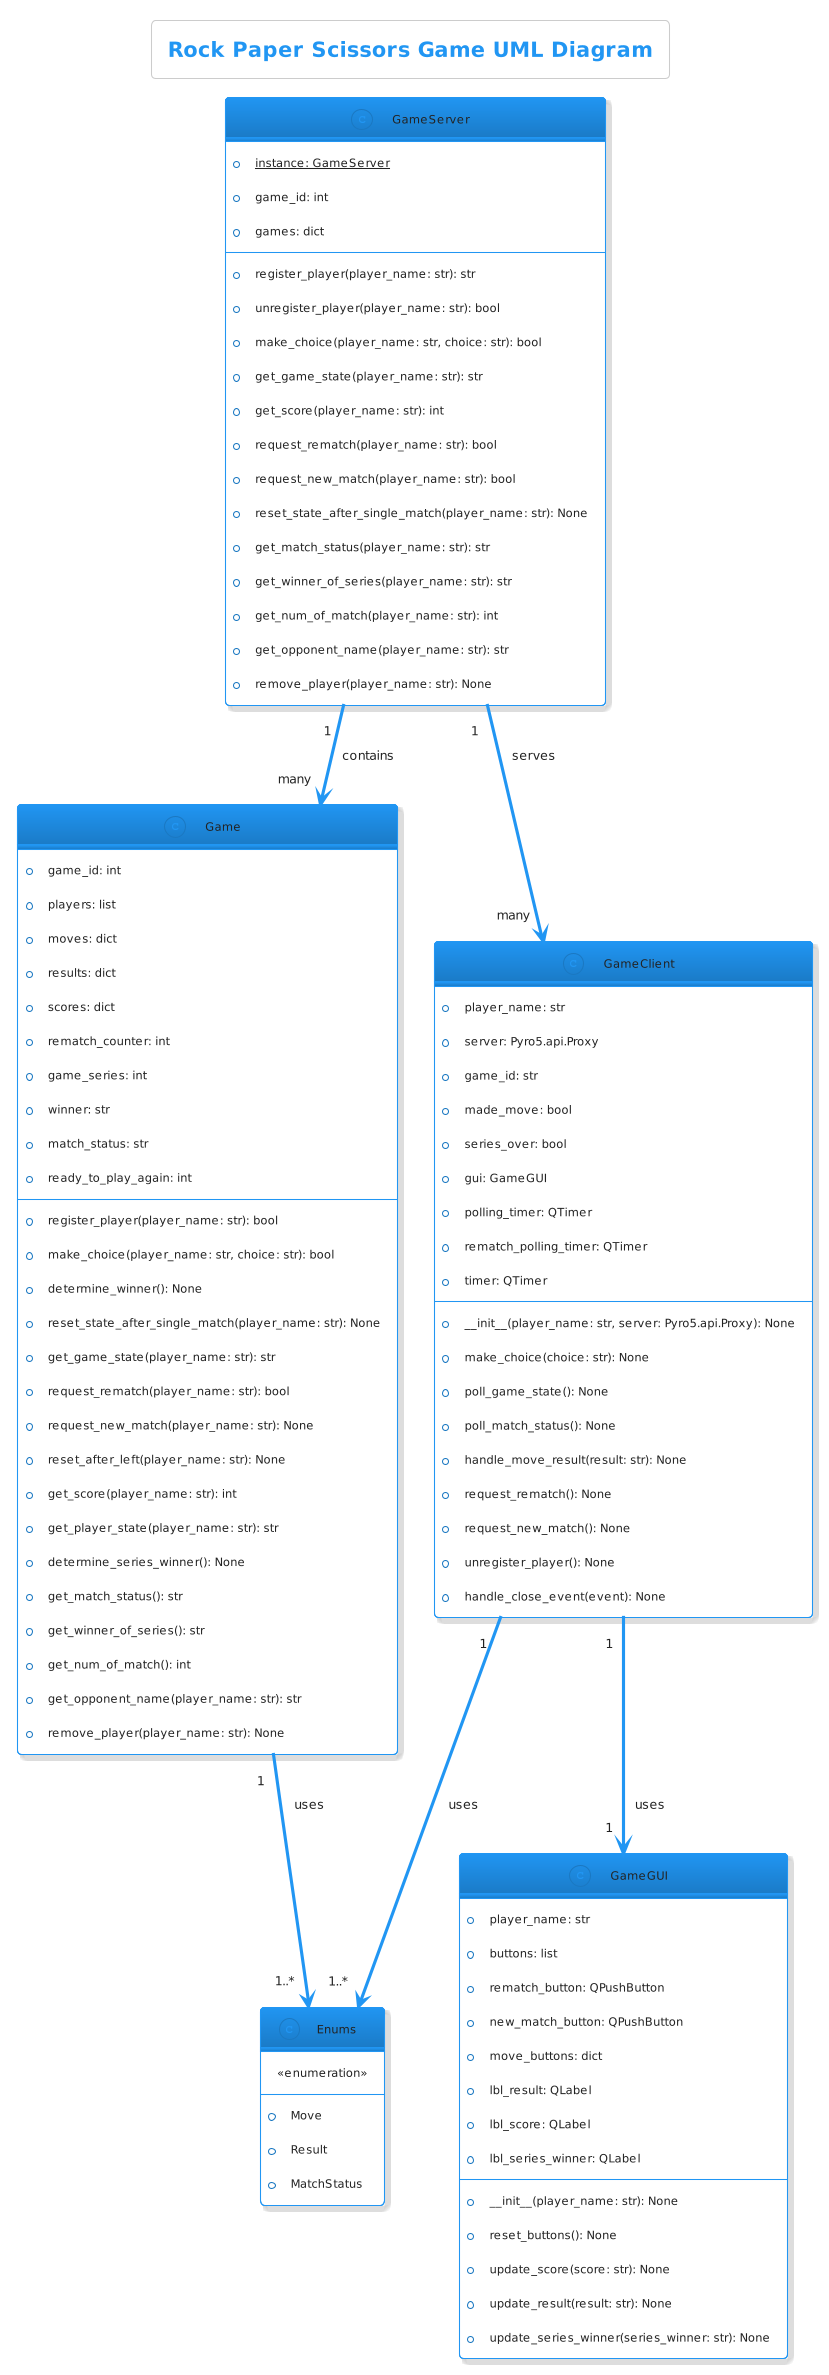 Rock Paper Scissors Game UML Diagram
C GameServer
instance: GameServer
game_id: int
games: dict
register_player(player_name: str): str
unregister_player(player_name: str): bool
make_choice(player_name: str, choice: str): bool
get_game_state(player_name: str): str
get_score(player_name: str): int
request_rematch(player_name: str): bool
request_new_match(player_name: str): bool
reset_state_after_single_match(player_name: str): None
get_match_status(player_name: str): str
get_winner_of_series(player_name: str): str
get_num_of_match(player_name: str): int
get_opponent_name(player_name: str): str
remove_player(player_name: str): None
1
contains
many
1
serves
many
C Game
game_id: int
players: list
moves: dict
results: dict
scores: dict
rematch_counter: int
game_series: int
winner: str
match_status: str
ready_to_play_again: int
register_player(player_name: str): bool
make_choice(player_name: str, choice: str): bool
determine_winner(): None
reset_state_after_single_match(player_name: str): None
get_game_state(player_name: str): str
request_rematch(player_name: str): bool
request_new_match(player_name: str): None
reset_after_left(player_name: str): None
get_score(player_name: str): int
get_player_state(player_name: str): str
determine_series_winner(): None
get_match_status(): str
get_winner_of_series(): str
get_num_of_match(): int
get_opponent_name(player_name: str): str
remove_player(player_name: str): None
C GameClient
player_name: str
server: Pyro5.api.Proxy
game_id: str
made_move: bool
series_over: bool
gui: GameGUI
polling_timer: QTimer
rematch_polling_timer: QTimer
timer: QTimer
__init__(player_name: str, server: Pyro5.api.Proxy): None
make_choice(choice: str): None
poll_game_state(): None
poll_match_status(): None
handle_move_result(result: str): None
request_rematch(): None
request_new_match(): None
unregister_player(): None
handle_close_event(event): None
1
uses
1..*
1
uses
1..*
1
uses
1
C Enums
«enumeration»
Move
Result
MatchStatus
C GameGUI
player_name: str
buttons: list
rematch_button: QPushButton
new_match_button: QPushButton
move_buttons: dict
lbl_result: QLabel
lbl_score: QLabel
lbl_series_winner: QLabel
__init__(player_name: str): None
reset_buttons(): None
update_score(score: str): None
update_result(result: str): None
update_series_winner(series_winner: str): None